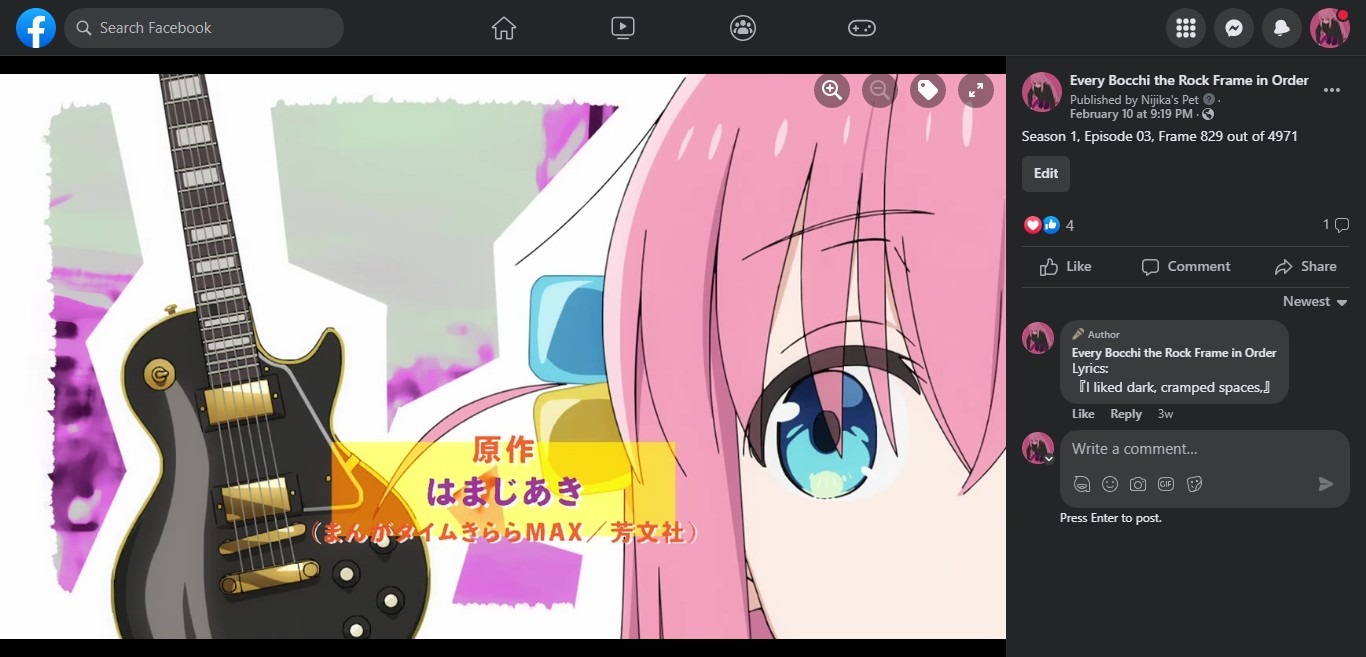 Search Facebook
原作
はまじあき
（まんがタイムきららMAX／芳文社）
Every Bocchi the Rock Frame in Order
Published by Nijika's Pet
February 10 at 9:19 PM ·
Season 1, Episode 03, Frame 829 out of 4971
Edit
4
1
Like
Comment
Share
Newest
Author
Every Bocchi the Rock Frame in Order
Lyrics:
『I liked dark, cramped spaces,』
Like Reply 3w
Write a comment...
GIF
Press Enter to post.